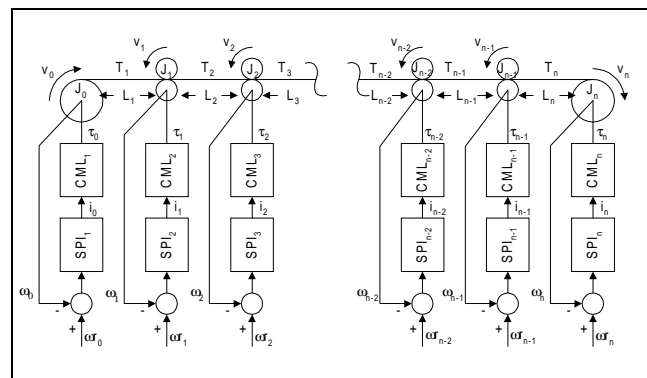 v₀ v₁ v₂ vₙ₋₂ vₙ₋₁ vₙ
T₁ T₂ T₃ Tₙ₋₂ Tₙ₋₁ Tₙ
J₀ J₁ J₂ Jₙ₋₂ Jₙ₋₁ Jₙ
L₁ L₂ L₃ Lₙ₋₂ Lₙ₋₁ Lₙ
τ₀ τ₁ τ₂ τₙ₋₂ τₙ₋₁ τₙ
CML₁ CML₂ CML₃ CMLₙ₋₂ CMLₙ₋₁ CMLₙ
i₀ i₁ i₂ iₙ₋₂ iₙ₋₁ iₙ
SPI₁ SPI₂ SPI₃ SPIₙ₋₂ SPIₙ₋₁ SPIₙ
ω₀ ω₁ ω₂ ωₙ₋₂ ωₙ₋₁ ωₙ
- - - - - -
+ + + + + +
ωr₀ ωr₁ ωr₂ ωrₙ₋₂ ωrₙ₋₁ ωrₙ